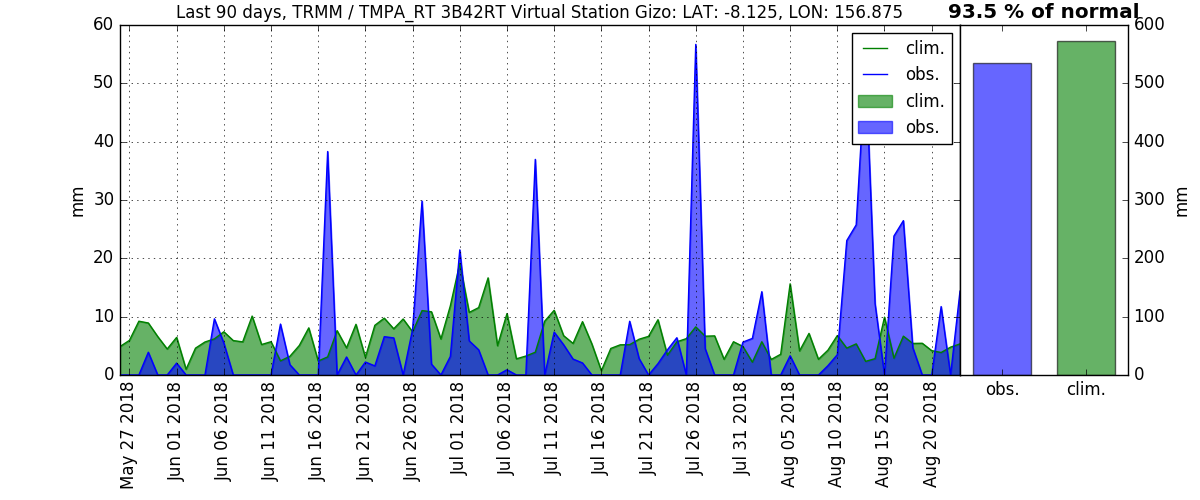 Last 90 days, TRMM / TMPA_RT 3B42RT Virtual Station Gizo: LAT: -8.125, LON: 156.875
93.5 % of normal
60
50
40
30
20
10
0
mm
clim.
obs.
clim.
obs.
May 27 2018
Jun 01 2018
Jun 06 2018
Jun 11 2018
Jun 16 2018
Jun 21 2018
Jun 26 2018
Jul 01 2018
Jul 06 2018
Jul 11 2018
Jul 16 2018
Jul 21 2018
Jul 26 2018
Jul 31 2018
Aug 05 2018
Aug 10 2018
Aug 15 2018
Aug 20 2018
600
500
400
300
200
100
0
mm
obs.
clim.